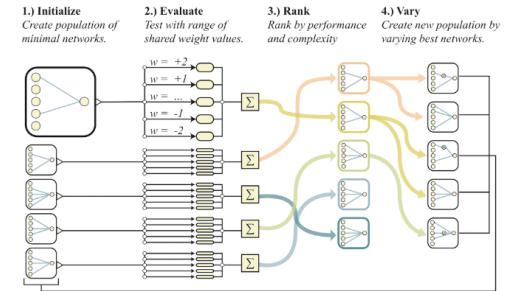 1.) Initialize
Create population of
minimal networks.
2.) Evaluate
Test with range of
shared weight values.
3.) Rank
Rank by performance
and complexity
4.) Vary
Create new population by
varying best networks.
w = +2
w = +1
w = ...
w = -1
w = -2
Σ
Σ
Σ
Σ
Σ